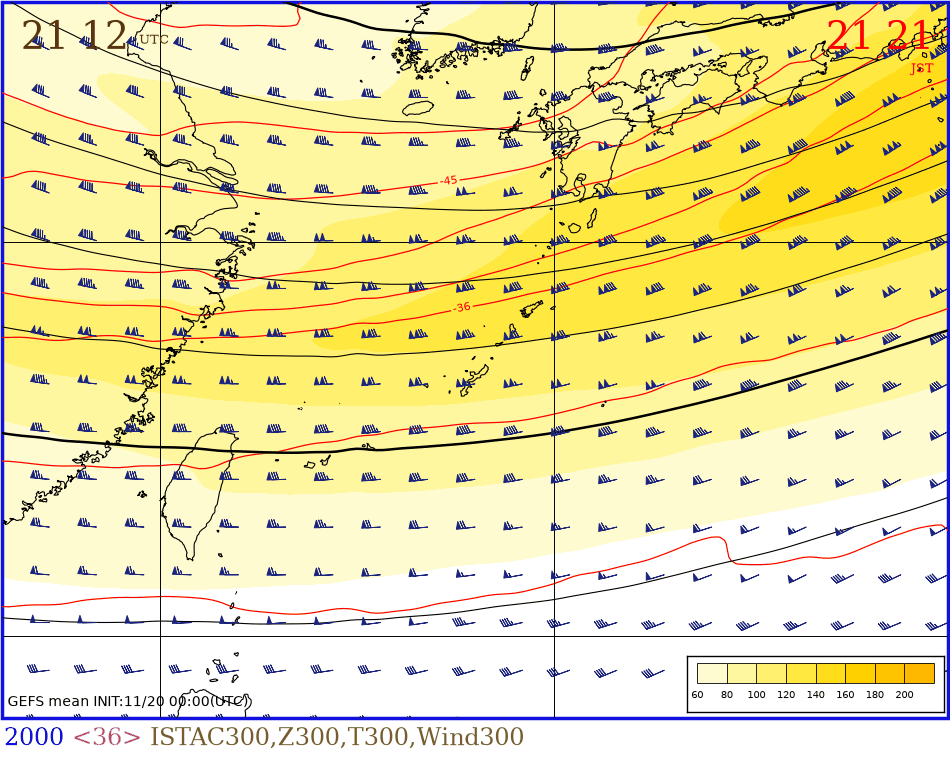 21 12 UTC
21 21
JST
-45
-36
GEFS mean INIT:11/20 00:00(UTC)
60 80 100 120 140 160 180 200
2000 <36> ISTAC300,Z300,T300,Wind300